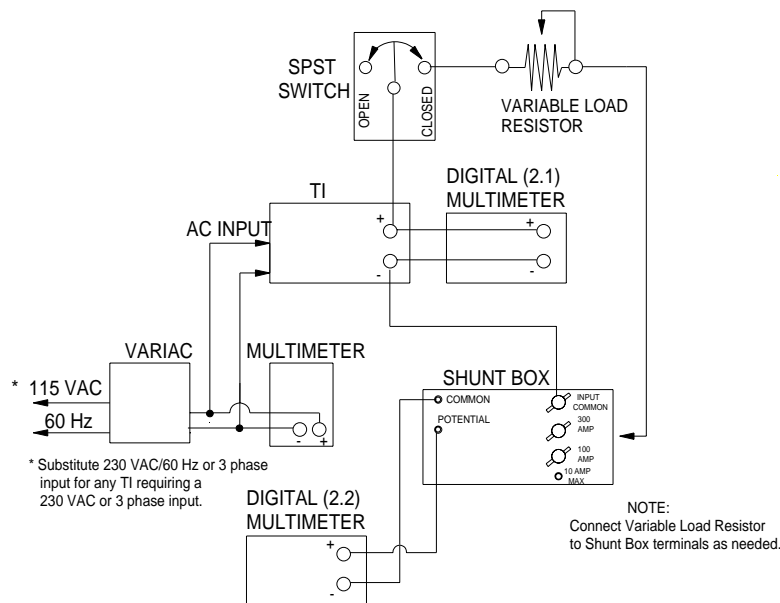 SPST
SWITCH
OPEN
CLOSED
VARIABLE LOAD
RESISTOR
TI
DIGITAL (2.1)
MULTIMETER
+
-
+
-
AC INPUT
VARIAC
MULTIMETER
- +
* 115 VAC
60 Hz
* Substitute 230 VAC/60 Hz or 3 phase
input for any TI requiring a
230 VAC or 3 phase input.
SHUNT BOX
COMMON
POTENTIAL
INPUT
COMMON
300
AMP
100
AMP
10 AMP
MAX
DIGITAL (2.2)
MULTIMETER
+
-
NOTE:
Connect Variable Load Resistor
to Shunt Box terminals as needed.